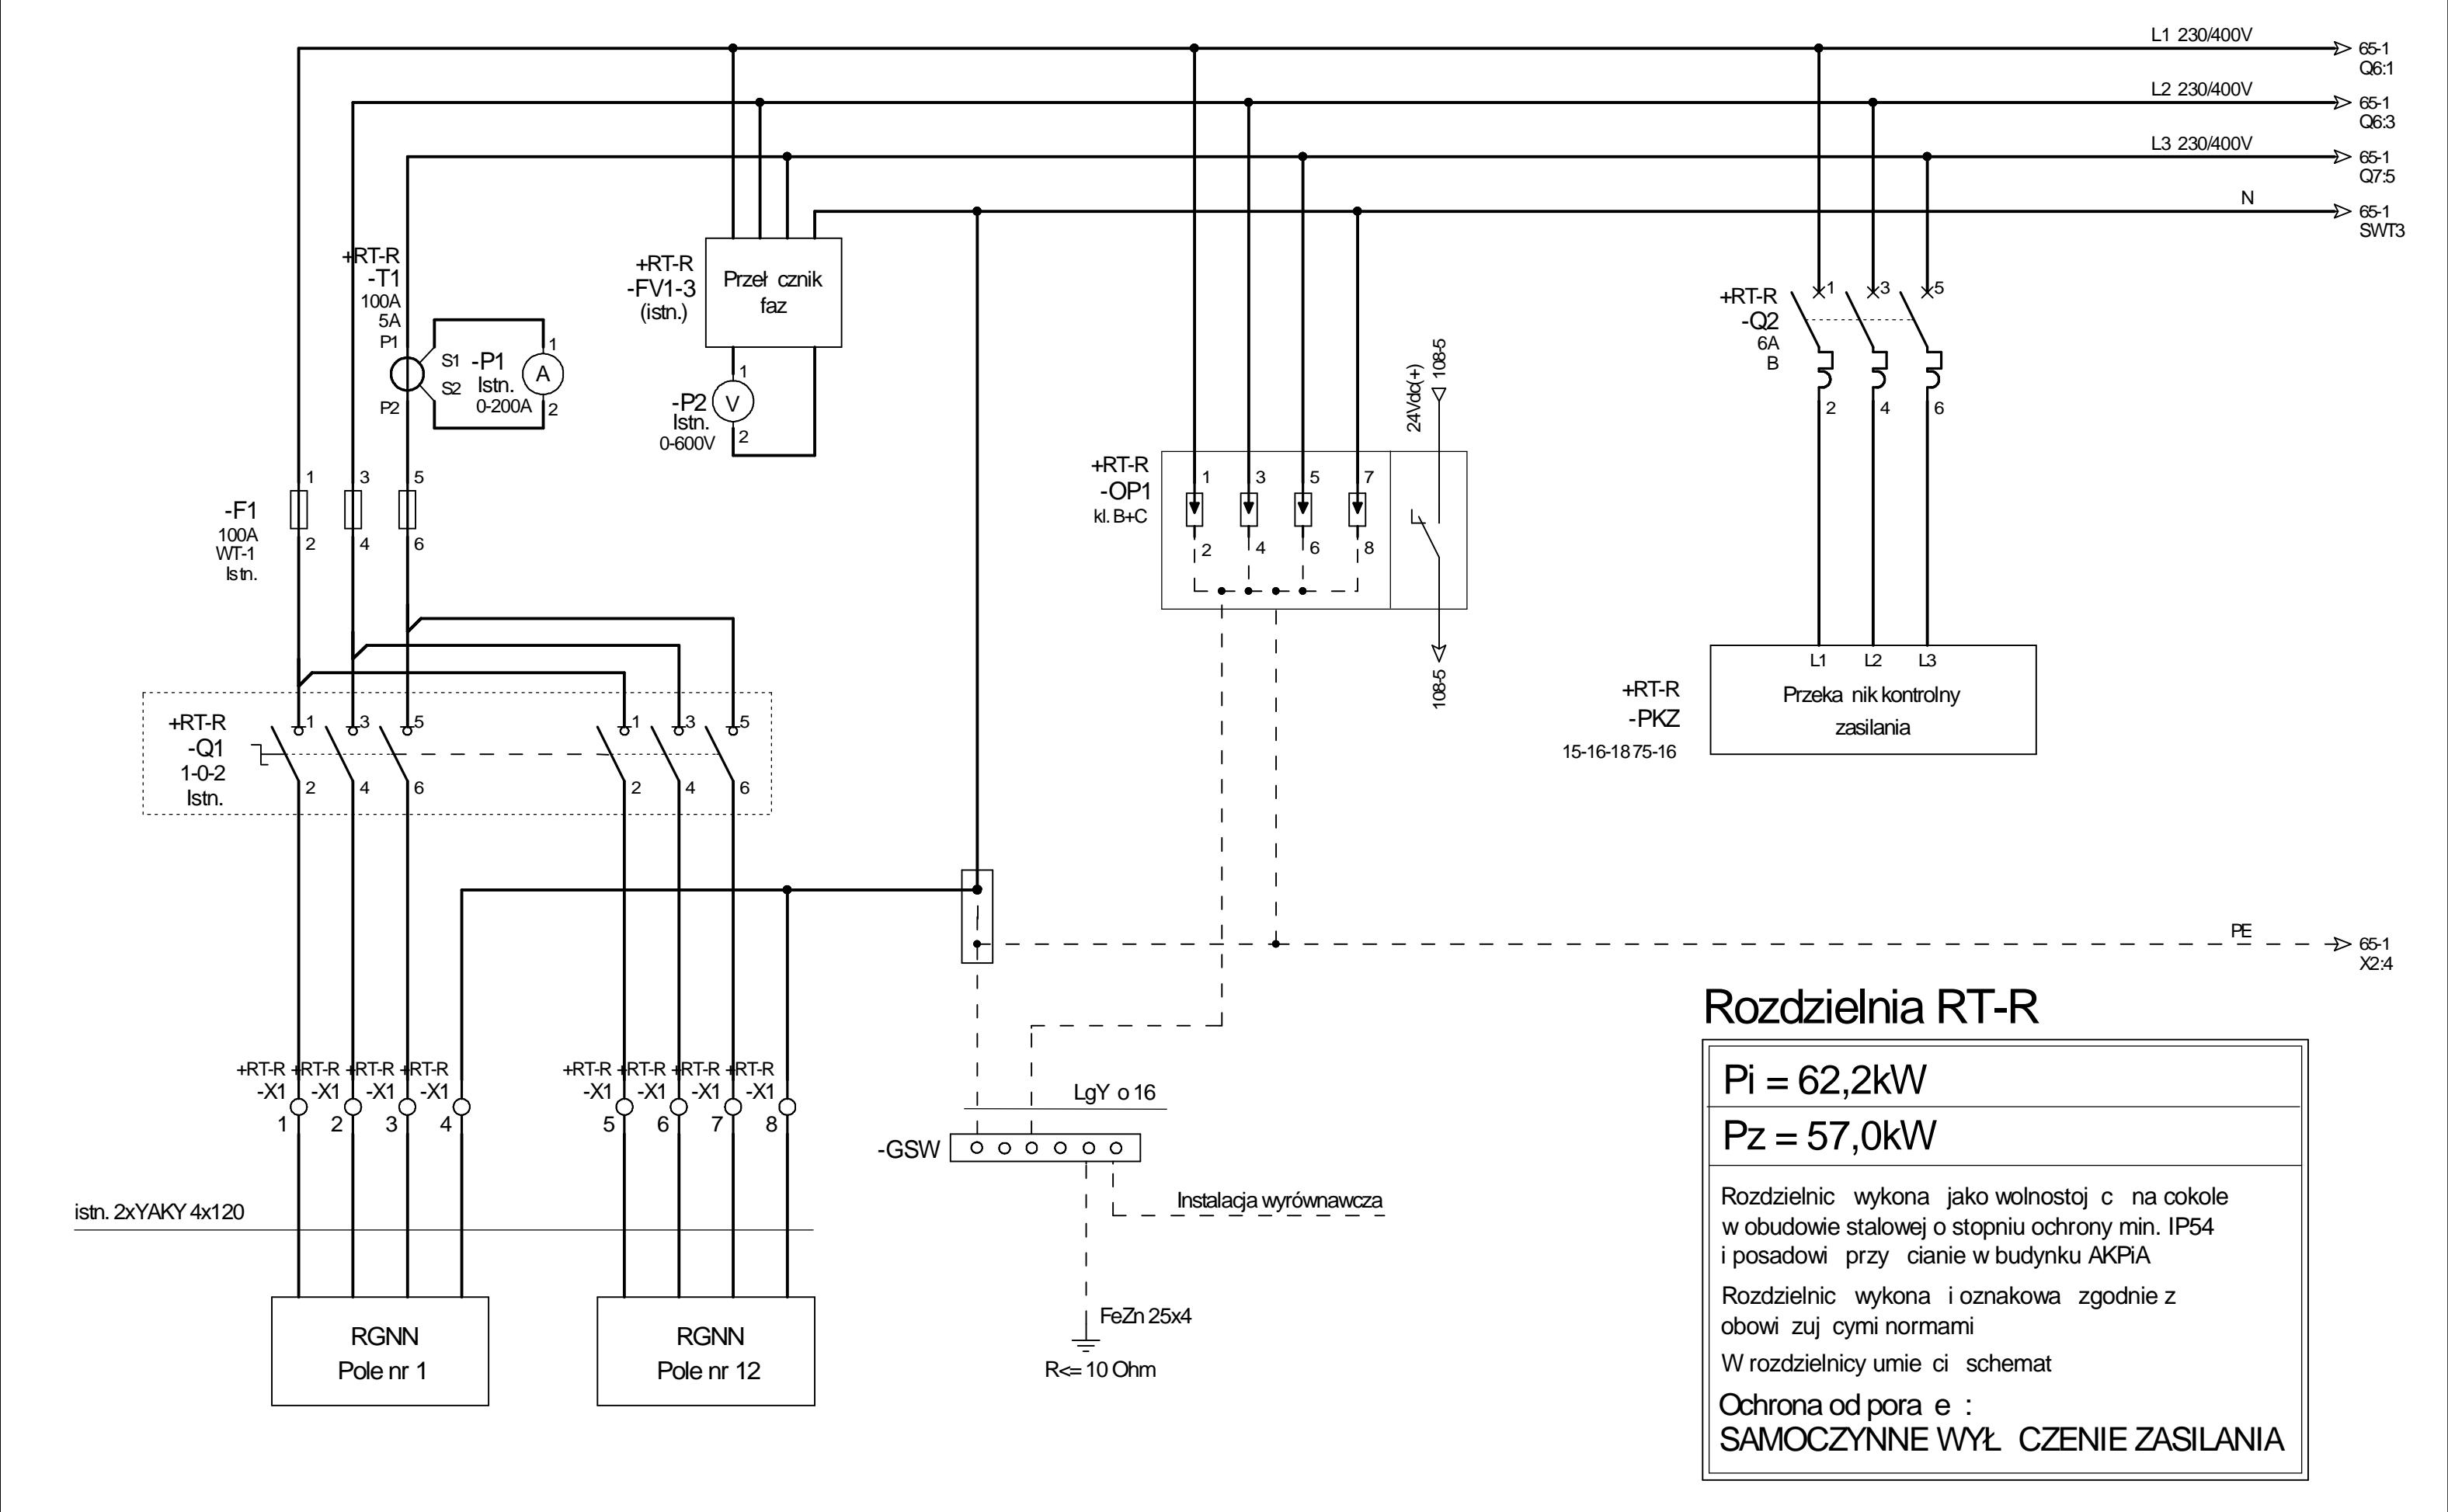 L1 230/400V
65-1
Q6:1
L2 230/400V
65-1
Q6:3
L3 230/400V
65-1
Q7:5
N
65-1
SWT3
+RT-R
-T1
100A
5A
P1
S1
S2
P2
-P1
Istn.
0-200A
1
A
2
+RT-R
-FV1-3
(istn.)
Przeł cznik
faz
-P2
Istn.
0-600V
1
V
2
-F1
100A
WT-1
Istn.
1 3 5
2 4 6
+RT-R
-OP1
kl. B+C
1 3 5 7
2 4 6 8
24Vdc(+)
108-5
108-5
+RT-R
-Q2
6A
B
1 3 5
2 4 6
L1 L2 L3
Przeka nik kontrolny
zasilania
+RT-R
-PKZ
15-16-18 75-16
+RT-R
-Q1
1-0-2
Istn.
1 3 5 1 3 5
2 4 6 2 4 6
PE
65-1
X2:4
+RT-R +RT-R +RT-R +RT-R +RT-R +RT-R +RT-R +RT-R
-X1 -X1 -X1 -X1 -X1 -X1 -X1 -X1
1 2 3 4 5 6 7 8
LgY o 16
-GSW
Instalacja wyrównawcza
istn. 2xYAKY 4x120
FeZn 25x4
R<= 10 Ohm
RGNN
Pole nr 1
RGNN
Pole nr 12
Rozdzielnia RT-R
Pi = 62,2kW
Pz = 57,0kW
Rozdzielnic wykona jako wolnostoj c na cokole
w obudowie stalowej o stopniu ochrony min. IP54
i posadowi przy cianie w budynku AKPiA
Rozdzielnic wykona i oznakowa zgodnie z
obowi zuj cymi normami
W rozdzielnicy umie ci schemat
Ochrona od pora e :
SAMOCZYNNE WYŁ CZENIE ZASILANIA